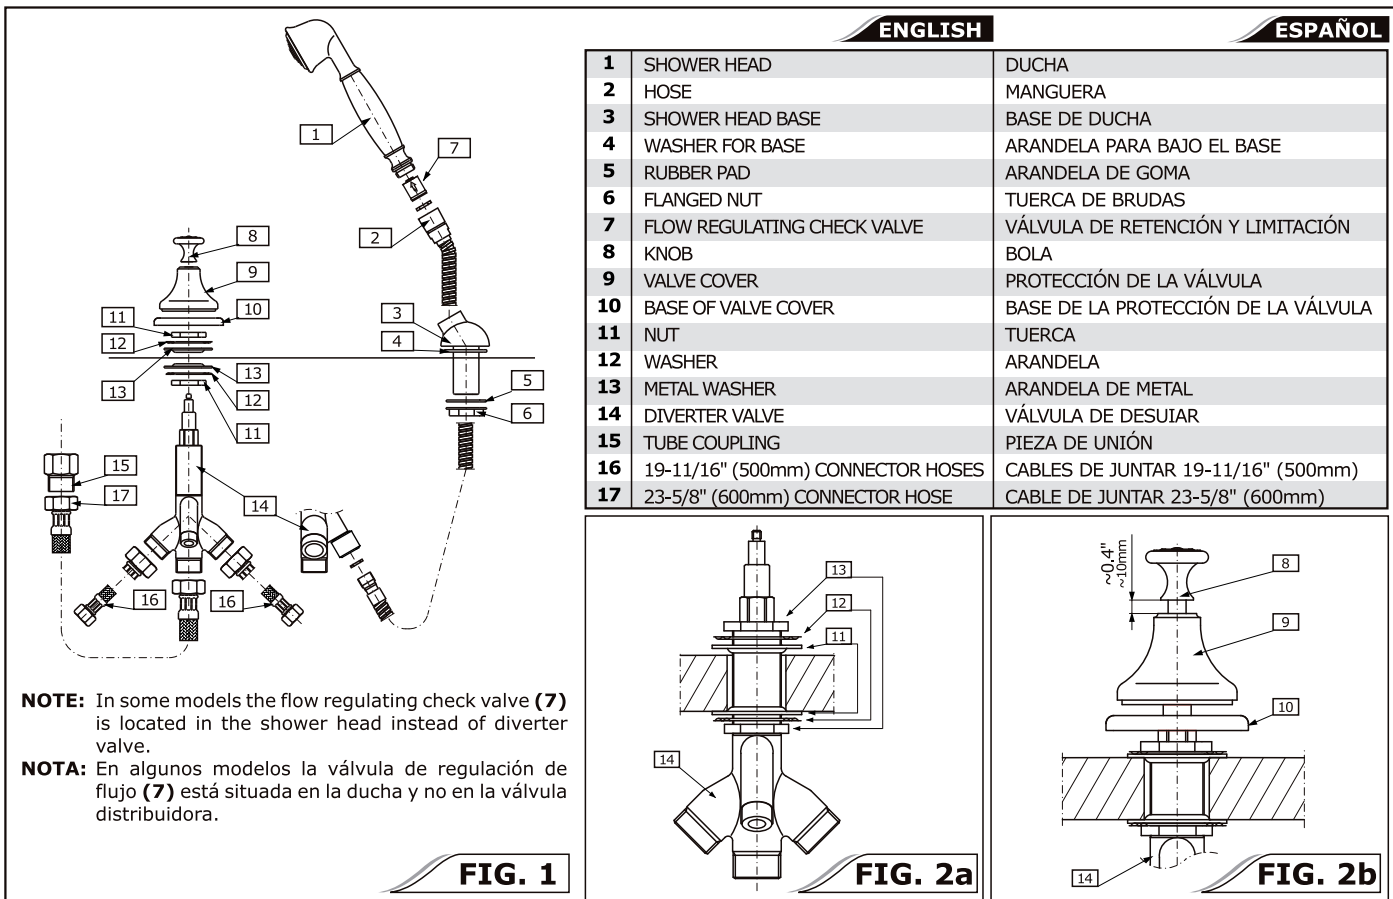 ENGLISH
ESPAÑOL
1 SHOWER HEAD DUCHA
2 HOSE MANGUERA
3 SHOWER HEAD BASE BASE DE DUCHA
4 WASHER FOR BASE ARANDELA PARA BAJO EL BASE
5 RUBBER PAD ARANDELA DE GOMA
6 FLANGED NUT TUERCA DE BRUDAS
7 FLOW REGULATING CHECK VALVE VÁLVULA DE RETENCIÓN Y LIMITACIÓN
8 KNOB BOLA
9 VALVE COVER PROTECCIÓN DE LA VÁLVULA
10 BASE OF VALVE COVER BASE DE LA PROTECCIÓN DE LA VÁLVULA
11 NUT TUERCA
12 WASHER ARANDELA
13 METAL WASHER ARANDELA DE METAL
14 DIVERTER VALVE VÁLVULA DE DESUIAR
15 TUBE COUPLING PIEZA DE UNIÓN
16 19-11/16" (500mm) CONNECTOR HOSES CABLES DE JUNTAR 19-11/16" (500mm)
17 23-5/8" (600mm) CONNECTOR HOSE CABLE DE JUNTAR 23-5/8" (600mm)
1
7
2
8
9
10
11
12
13
3
4
13
12
11
5
6
15
17
14
16
16
NOTE: In some models the flow regulating check valve (7)
is located in the shower head instead of diverter
valve.
NOTA: En algunos modelos la válvula de regulación de
flujo (7) está situada en la ducha y no en la válvula
distribuidora.
FIG. 1
13
12
11
14
FIG. 2a
~0.4"
~10mm
8
9
10
14
FIG. 2b